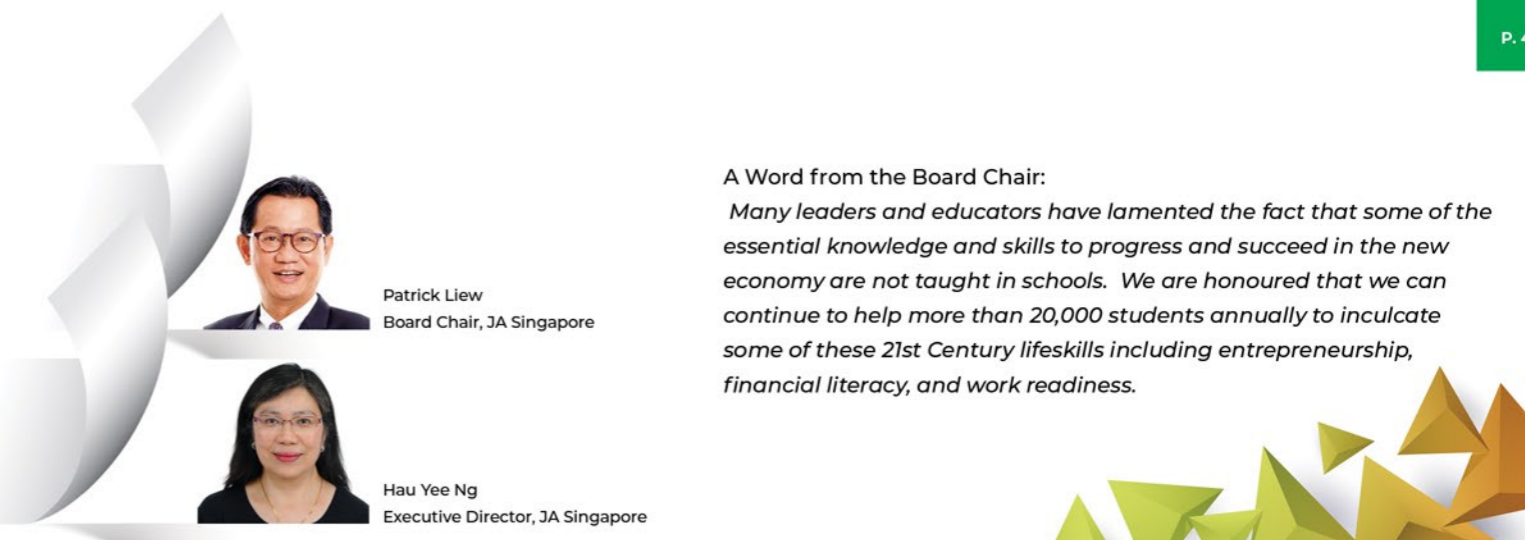 P. 4
Patrick Liew
Board Chair, JA Singapore
Hau Yee Ng
Executive Director, JA Singapore
A Word from the Board Chair:
Many leaders and educators have lamented the fact that some of the
essential knowledge and skills to progress and succeed in the new
economy are not taught in schools.  We are honoured that we can
continue to help more than 20,000 students annually to inculcate
some of these 21st Century lifeskills including entrepreneurship,
financial literacy, and work readiness.